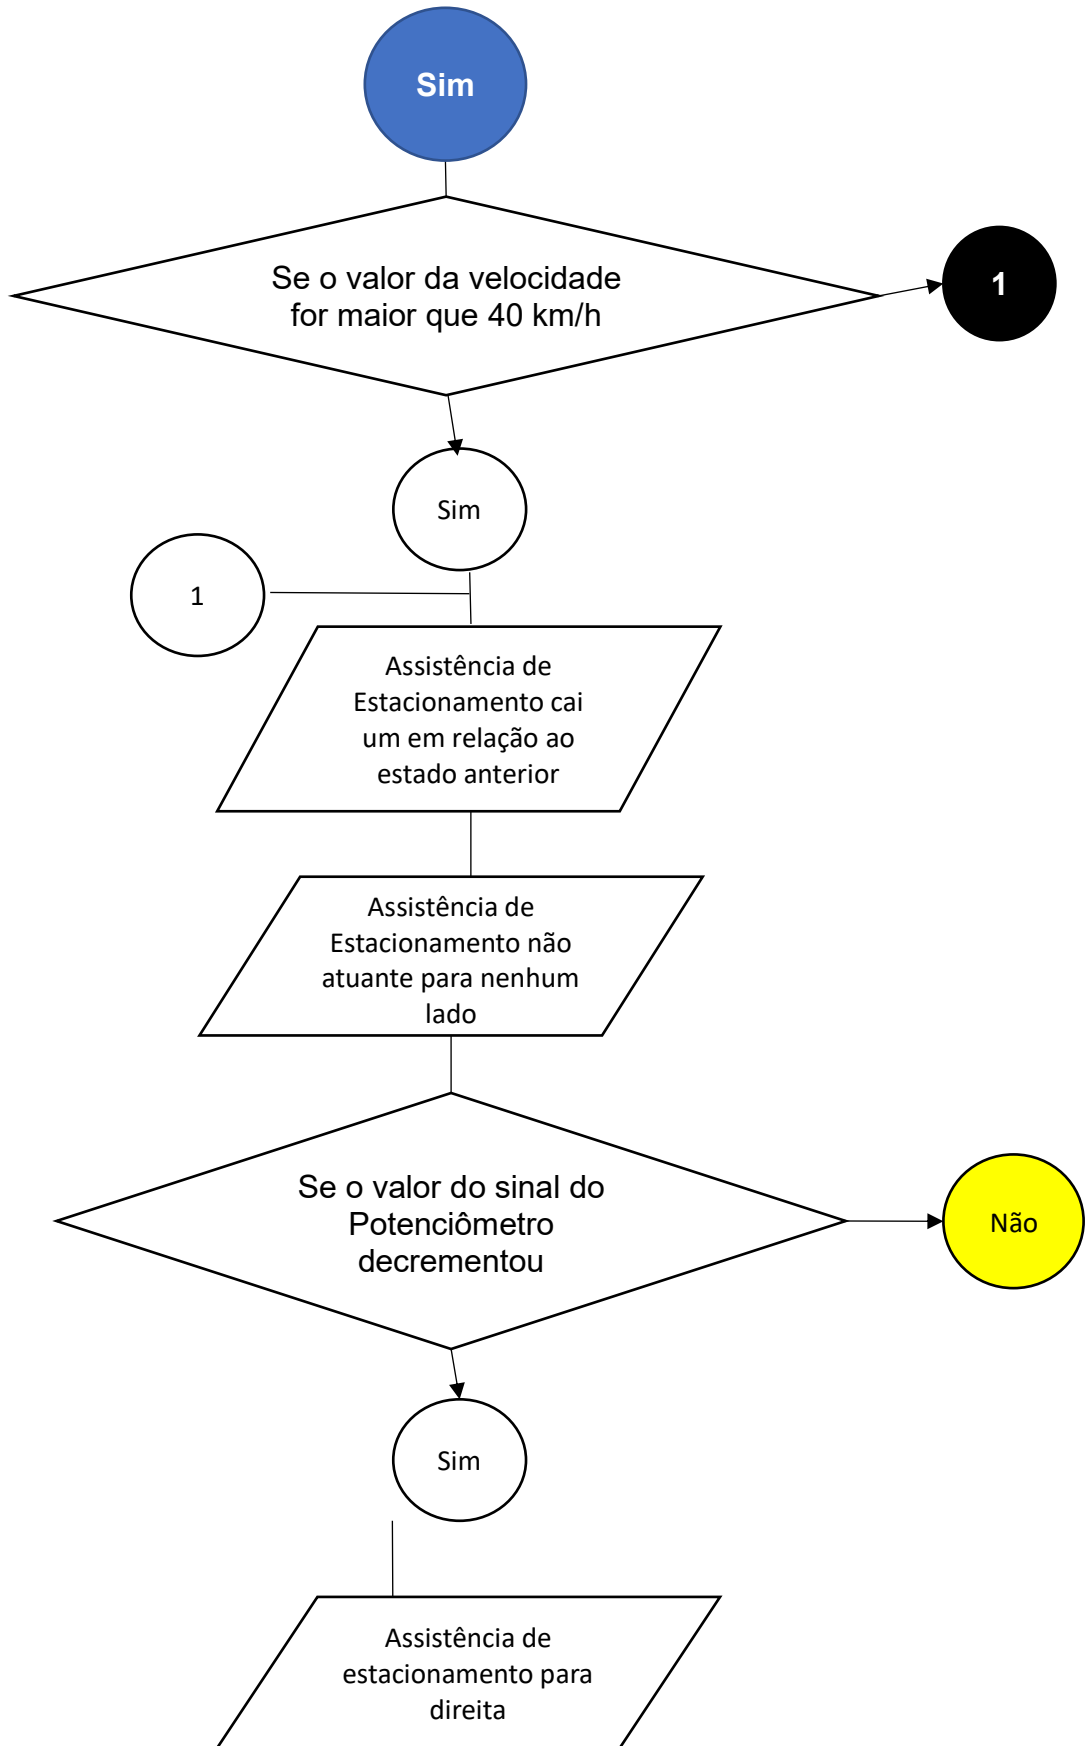 Sim
Se o valor da velocidade
for maior que 40 km/h
1
Sim
1
Assistência de
Estacionamento cai
um em relação ao
estado anterior
Assistência de
Estacionamento não
atuante para nenhum
lado
Se o valor do sinal do
Potenciômetro
decrementou
Não
Sim
Assistência de
estacionamento para
direita